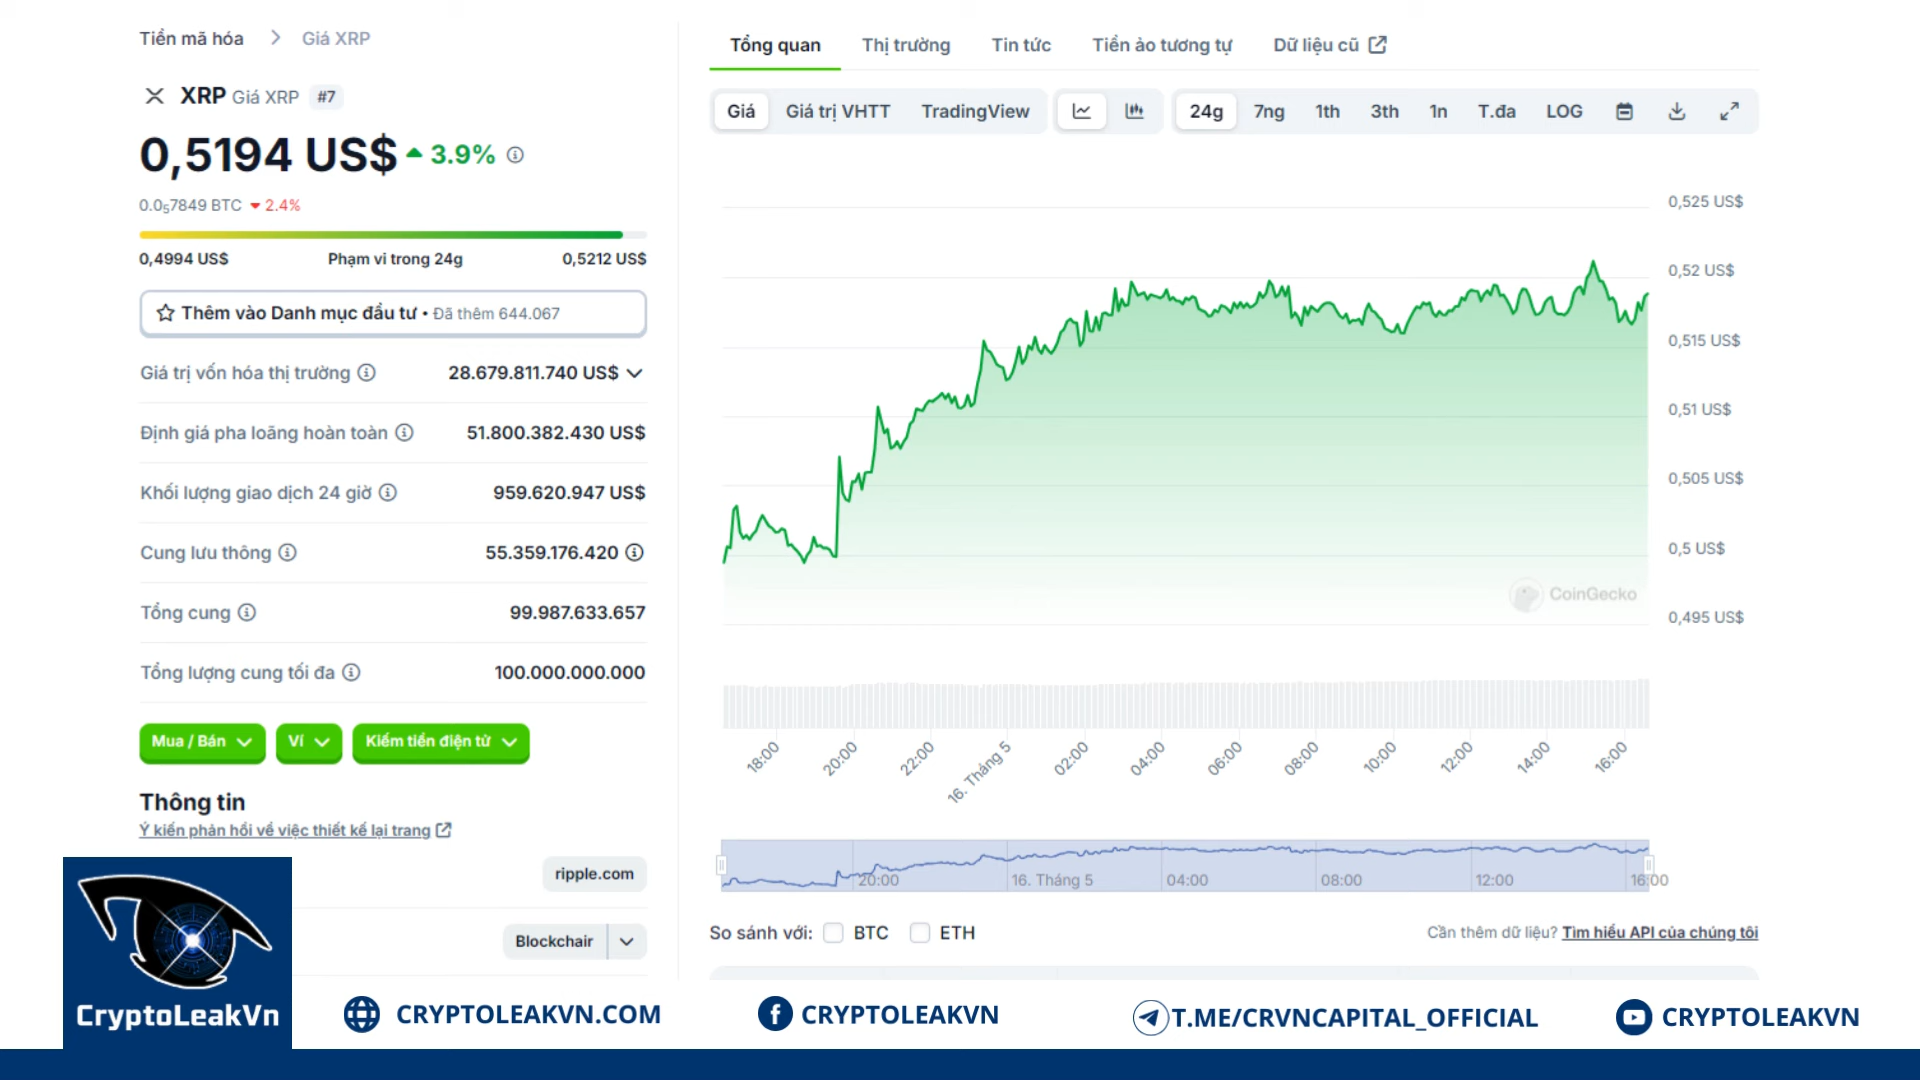 Tiền mã hóa > Giá XRP
XRP Giá XRP #7
0,5194 US$ 3.9%
0.0₅7849 BTC 2.4%
0,4994 US$ Phạm vi trong 24g 0,5212 US$
Thêm vào Danh mục đầu tư • Đã thêm 644.067
Giá trị vốn hóa thị trường 28.679.811.740 US$
Định giá pha loãng hoàn toàn 51.800.382.430 US$
Khối lượng giao dịch 24 giờ 959.620.947 US$
Cung lưu thông 55.359.176.420
Tổng cung 99.987.633.657
Tổng lượng cung tối đa 100.000.000.000
Mua / Bán Ví Kiếm tiền điện tử
Thông tin
Ý kiến phản hồi về việc thiết kế lại trang
ripple.com
Blockchair
Tổng quan Thị trường Tin tức Tiền ảo tương tự Dữ liệu cũ
Giá Giá trị VHTT TradingView 24g 7ng 1th 3th 1n T.đa LOG
0,525 US$
0,52 US$
0,515 US$
0,51 US$
0,505 US$
0,5 US$
0,495 US$
CoinGecko
18:00 20:00 22:00 16. Tháng 5 02:00 04:00 06:00 08:00 10:00 12:00 14:00 16:00
20:00 16. Tháng 5 04:00 08:00 12:00 16:00
So sánh với: BTC ETH
Cần thêm dữ liệu? Tìm hiểu API của chúng tôi
CryptoLeakVn
CRYPTOLEAKVN.COM
CRYPTOLEAKVN
T.ME/CRVNCAPITAL_OFFICIAL
CRYPTOLEAKVN